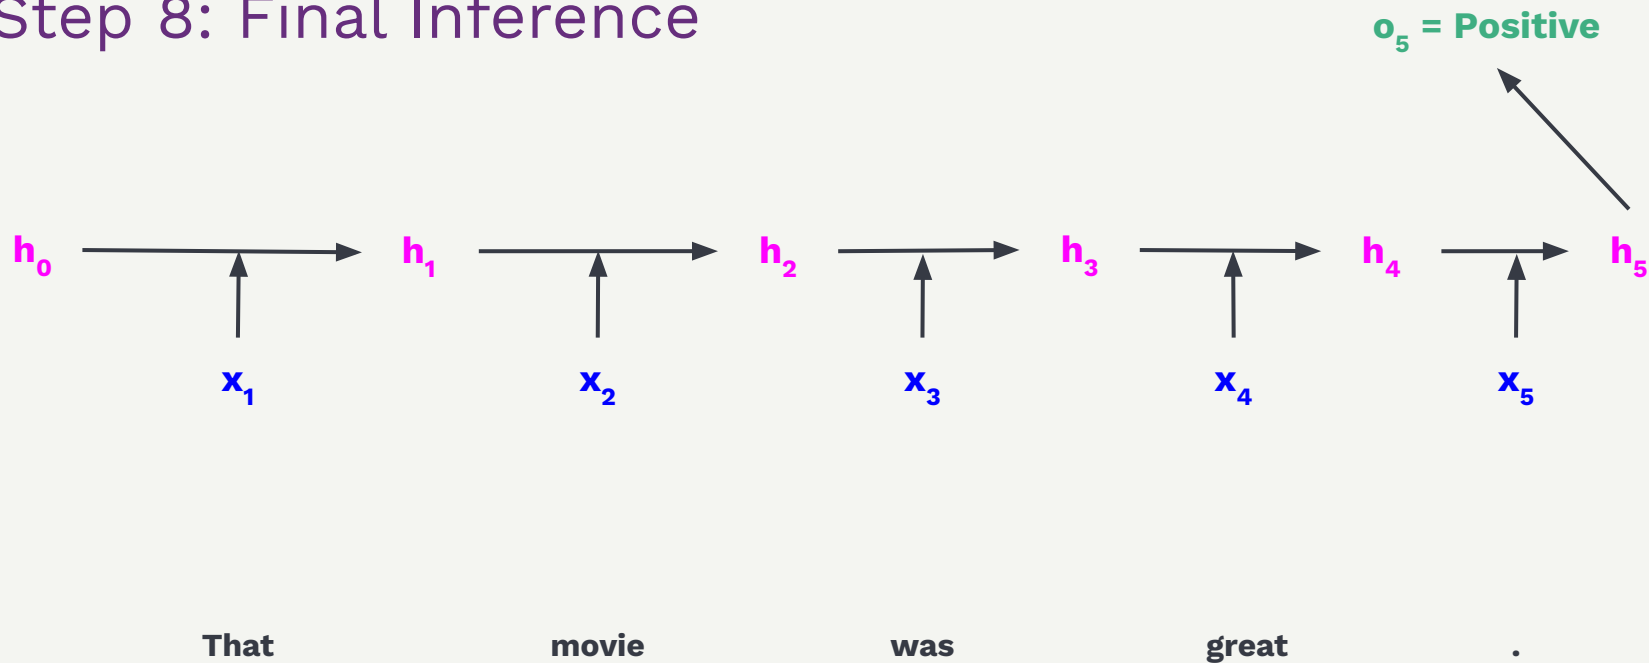 Step 8: Final Inference
o₅ = Positive
h₀ h₁ h₂ h₃ h₄ h₅
x₁ x₂ x₃ x₄ x₅
That movie was great .